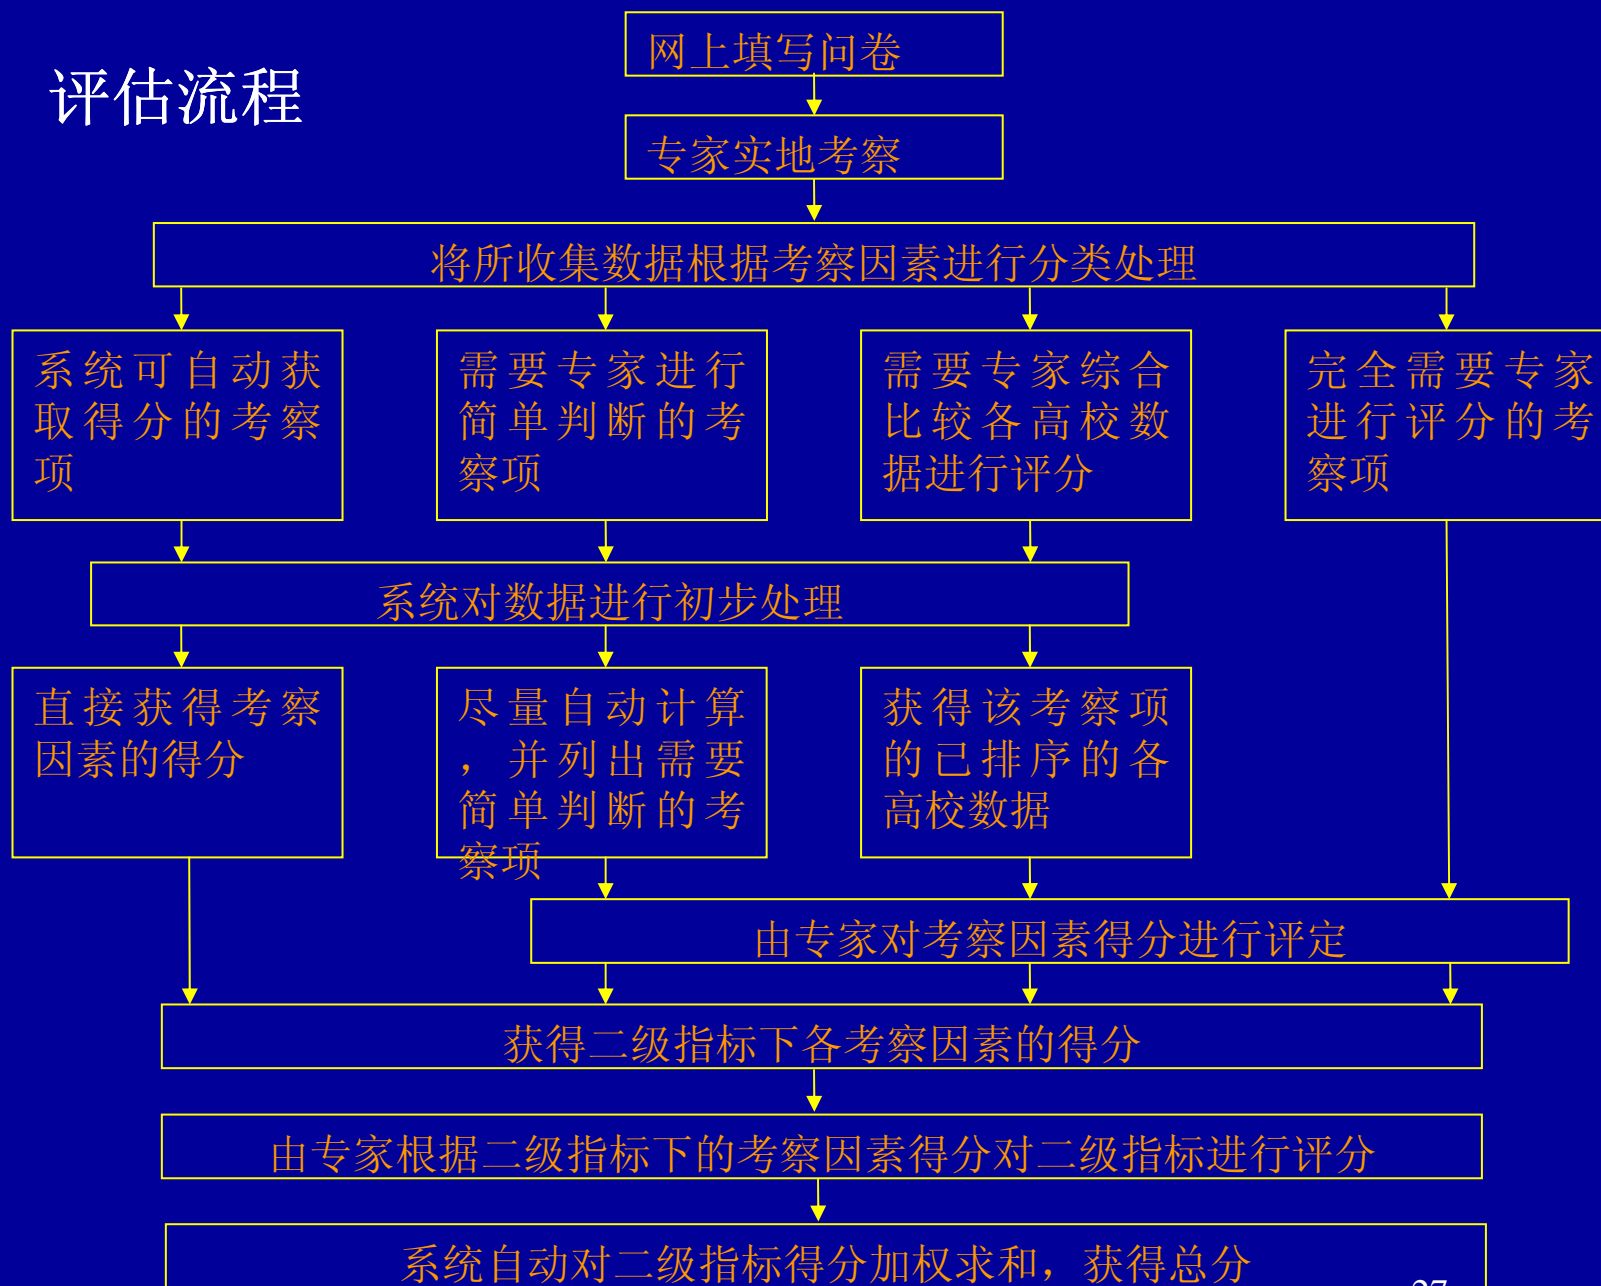 网上填写问卷
评估流程
专家实地考察
将所收集数据根据考察因素进行分类处理
系统可自动获
取得分的考察
项
需要专家进行
简单判断的考
察项
需要专家综合
比较各高校数
据进行评分
完全需要专家
进行评分的考
察项
系统对数据进行初步处理
直接获得考察
因素的得分
尽量自动计算
，并列出需要
简单判断的考
察项
获得该考察项
的已排序的各
高校数据
由专家对考察因素得分进行评定
获得二级指标下各考察因素的得分
由专家根据二级指标下的考察因素得分对二级指标进行评分
系统自动对二级指标得分加权求和，获得总分
27